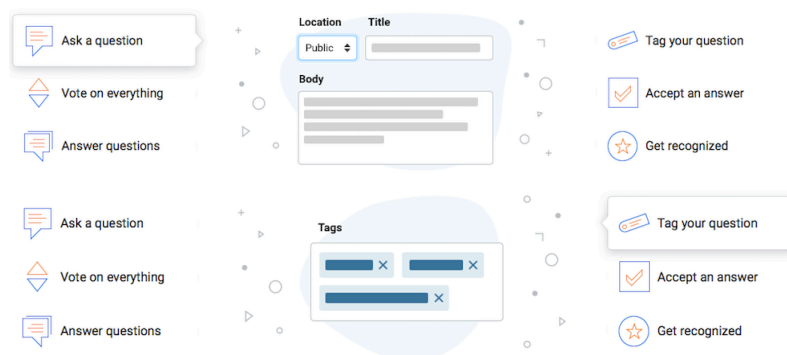 Ask a question
Vote on everything
Answer questions
Location Title
Public
Body
Tag your question
Accept an answer
Get recognized
Ask a question
Vote on everything
Answer questions
Tags
Tag your question
Accept an answer
Get recognized